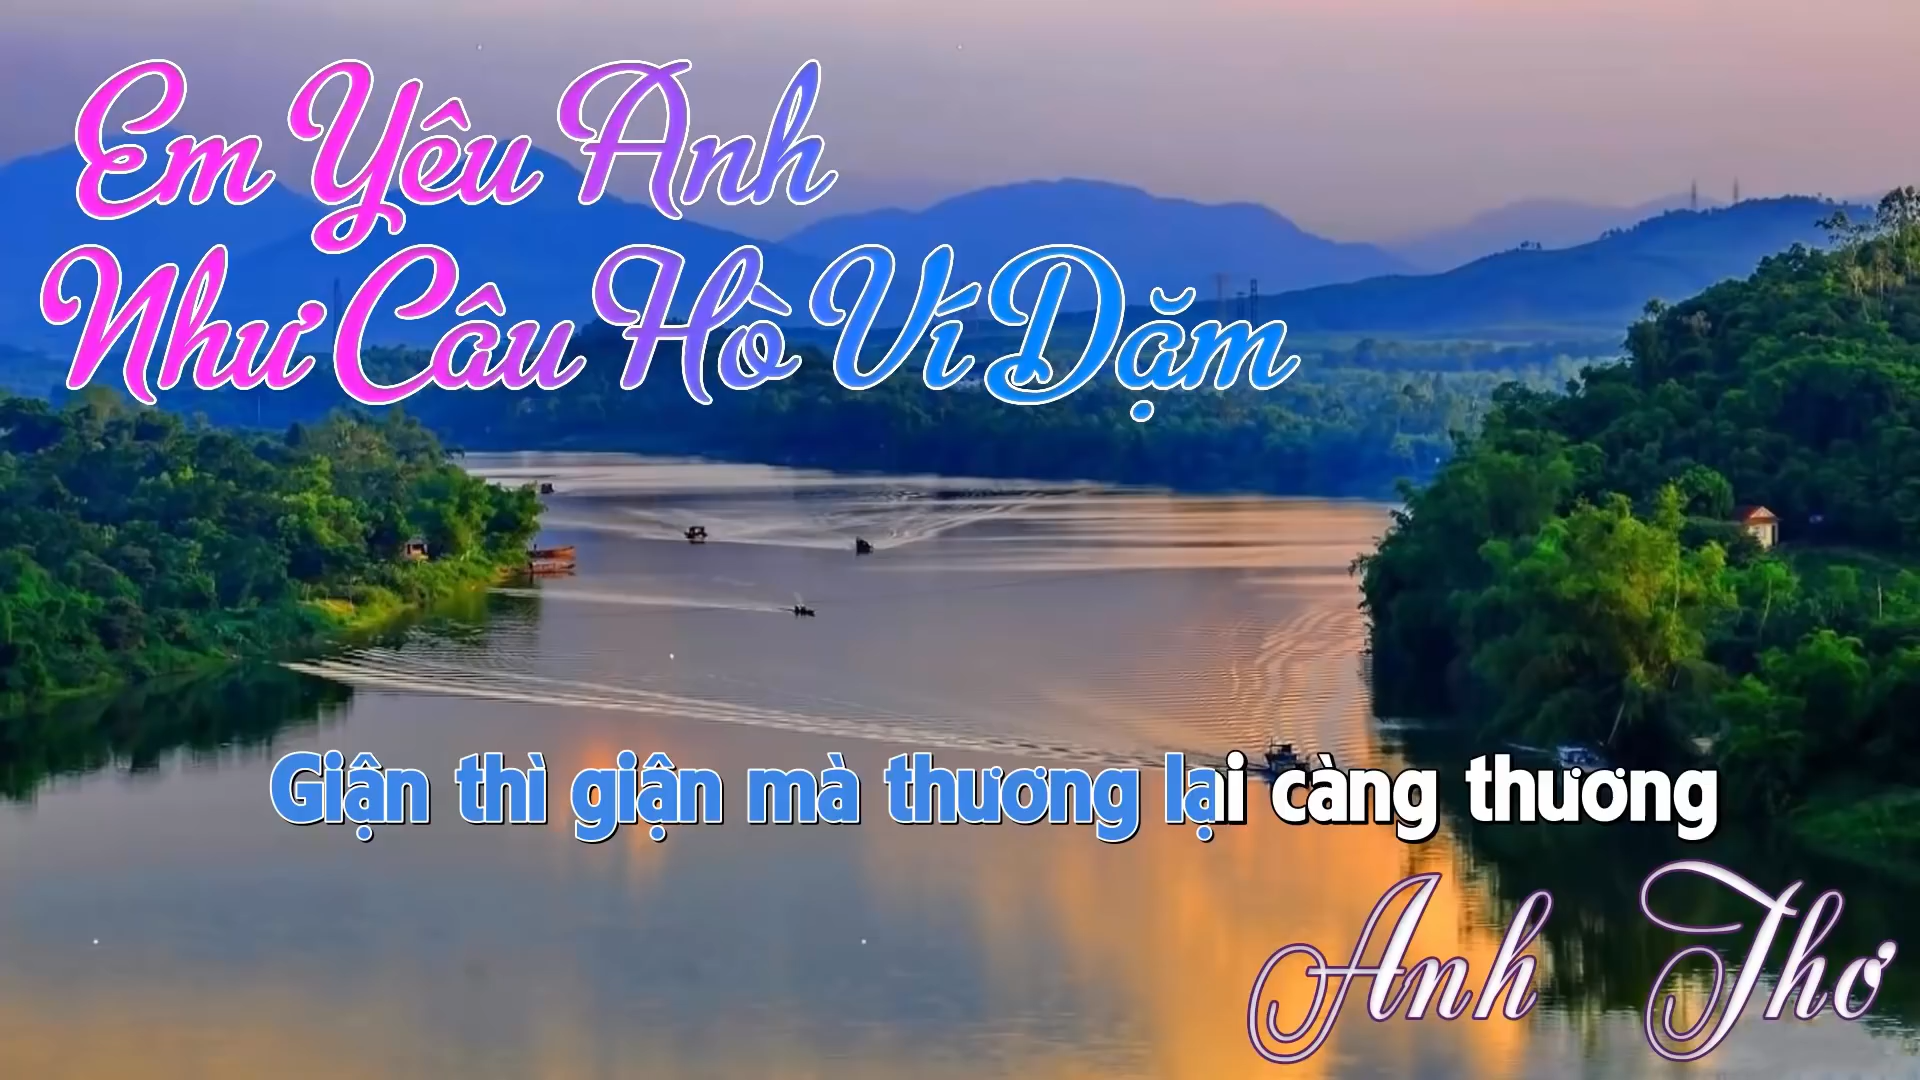 Em Yêu Anh
Như Câu Hò Ví Dặm
Giận thì giận mà thương lại càng thương
Anh Thơ